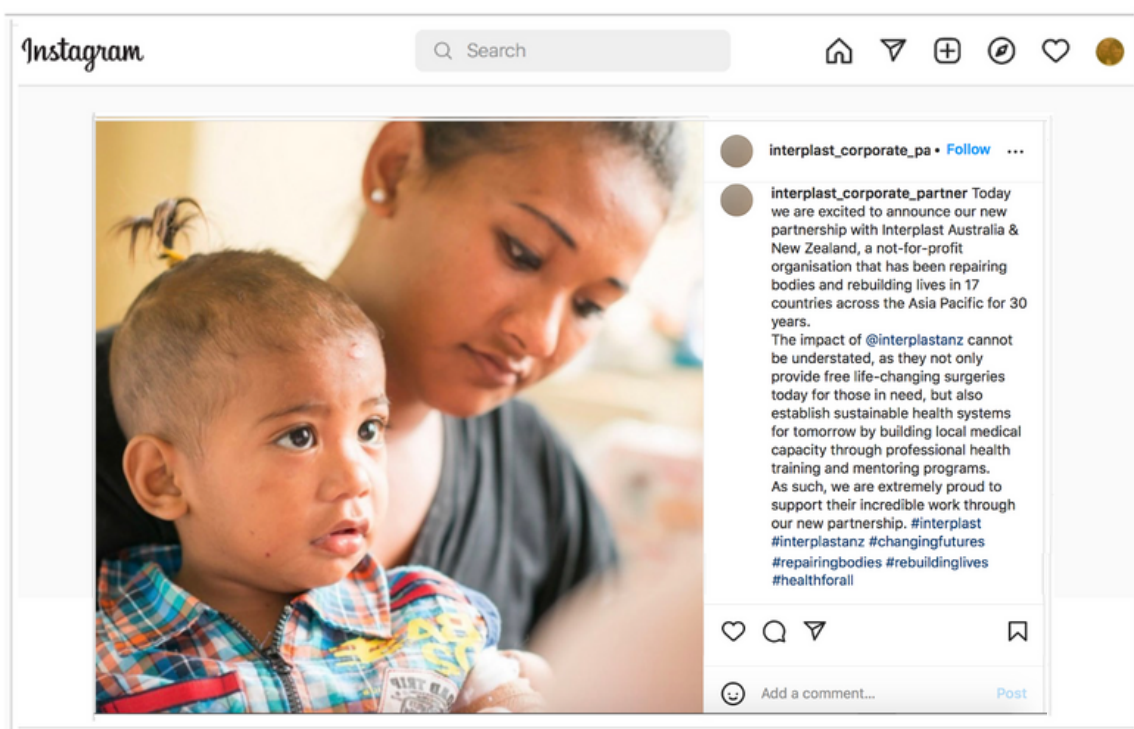 Instagram
Search
interplast_corporate_pa • Follow ...
interplast_corporate_partner Today
we are excited to announce our new
partnership with Interplast Australia &
New Zealand, a not-for-profit
organisation that has been repairing
bodies and rebuilding lives in 17
countries across the Asia Pacific for 30
years.
The impact of @interplastanz cannot
be understated, as they not only
provide free life-changing surgeries
today for those in need, but also
establish sustainable health systems
for tomorrow by building local medical
capacity through professional health
training and mentoring programs.
As such, we are extremely proud to
support their incredible work through
our new partnership. #interplast
#interplastanz #changingfutures
#repairingbodies #rebuildinglives
#healthforall
Add a comment... Post